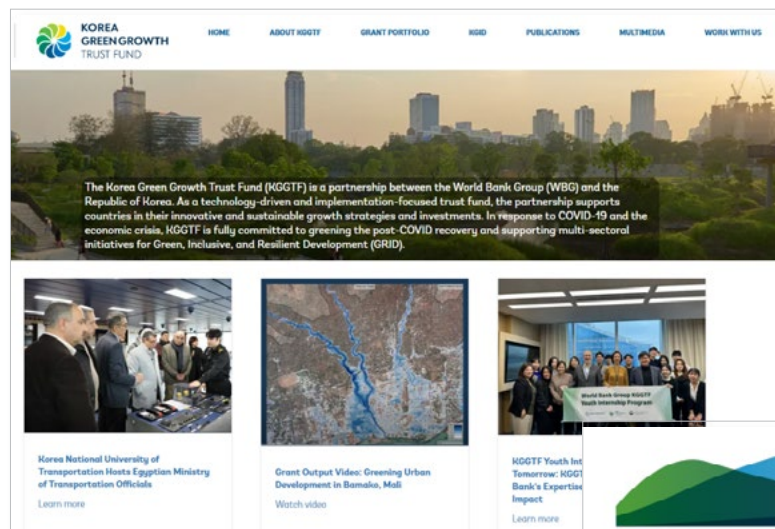 KOREA
GREENGROWTH
TRUST FUND
HOME ABOUT KGGTF GRANT PORTFOLIO KGID PUBLICATIONS MULTIMEDIA WORK WITH US
The Korea Green Growth Trust Fund (KGGTF) is a partnership between the World Bank Group (WBG) and the
Republic of Korea. As a technology-driven and implementation-focused trust fund, the partnership supports
countries in their innovative and sustainable growth strategies and investments. In response to COVID-19 and the
economic crisis, KGGTF is fully committed to greening the post-COVID recovery and supporting multi-sectoral
initiatives for Green, Inclusive, and Resilient Development (GRID).
World Bank Group KGGTF
Youth Internship Program
Korea National University of
Transportation Hosts Egyptian Ministry
of Transportation Officials
Learn more
Grant Output Video: Greening Urban
Development in Bamako, Mali
Watch video
KGGTF Youth Int
Tomorrow: KGGT
Bank's Expertise
Impact
Learn more